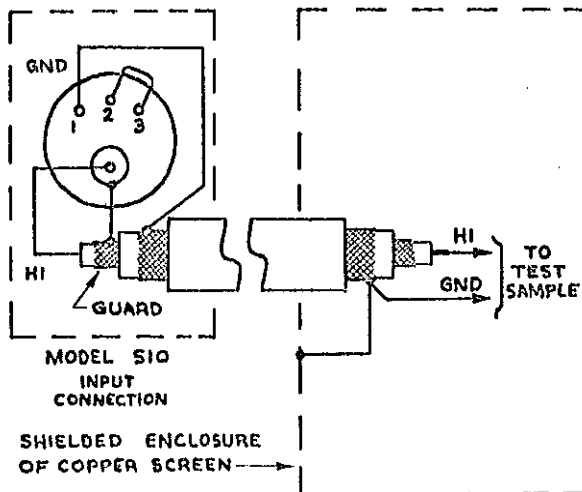 GND
1 2 3
HI
GUARD
MODEL 510
INPUT
CONNECTION
SHIELDED ENCLOSURE
OF COPPER SCREEN
HI
GND
TO
TEST
SAMPLE